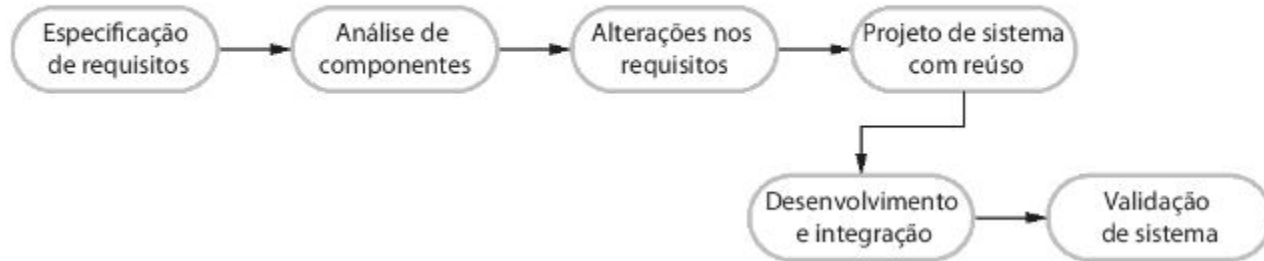 Especificação
de requisitos
Análise de
componentes
Alterações nos
requisitos
Projeto de sistema
com reúso
Desenvolvimento
e integração
Validação
de sistema